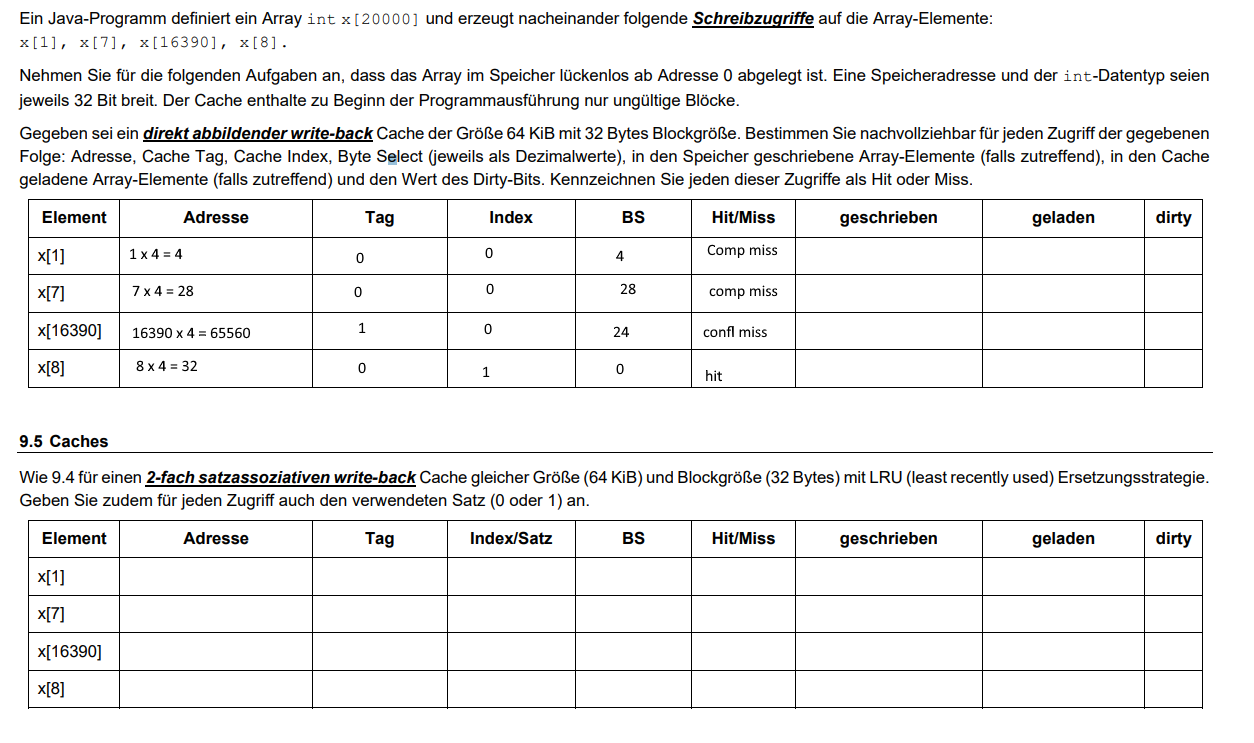 Ein Java-Programm definiert ein Array int x[20000] und erzeugt nacheinander folgende Schreibzugriffe auf die Array-Elemente:
x[1], x[7], x[16390], x[8].
Nehmen Sie für die folgenden Aufgaben an, dass das Array im Speicher lückenlos ab Adresse 0 abgelegt ist. Eine Speicheradresse und der int-Datentyp seien
jeweils 32 Bit breit. Der Cache enthalte zu Beginn der Programmausführung nur ungültige Blöcke.
Gegeben sei ein direkt abbildender write-back Cache der Größe 64 KiB mit 32 Bytes Blockgröße. Bestimmen Sie nachvollziehbar für jeden Zugriff der gegebenen
Folge: Adresse, Cache Tag, Cache Index, Byte Select (jeweils als Dezimalwerte), in den Speicher geschriebene Array-Elemente (falls zutreffend), in den Cache
geladene Array-Elemente (falls zutreffend) und den Wert des Dirty-Bits. Kennzeichnen Sie jeden dieser Zugriffe als Hit oder Miss.
Element Adresse Tag Index BS Hit/Miss geschrieben geladen dirty
x[1] 1 x 4 = 4 0 0 4 Comp miss
x[7] 7 x 4 = 28 0 0 28 comp miss
x[16390] 16390 x 4 = 65560 1 0 24 confl miss
x[8] 8 x 4 = 32 0 1 0 hit
9.5 Caches
Wie 9.4 für einen 2-fach satzassoziativen write-back Cache gleicher Größe (64 KiB) und Blockgröße (32 Bytes) mit LRU (least recently used) Ersetzungsstrategie.
Geben Sie zudem für jeden Zugriff auch den verwendeten Satz (0 oder 1) an.
Element Adresse Tag Index/Satz BS Hit/Miss geschrieben geladen dirty
x[1]
x[7]
x[16390]
x[8]